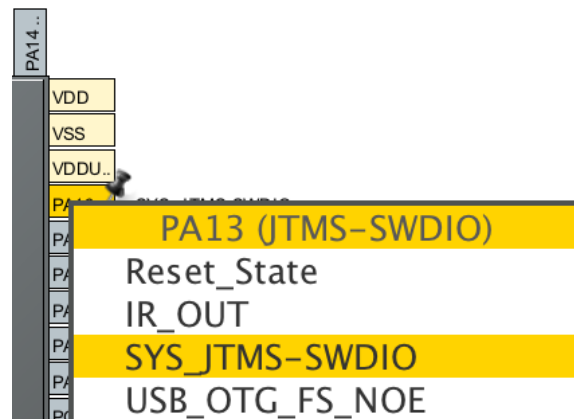 PA14 ..
VDD
VSS
VDDU..
PA13 (JTMS-SWDIO)
Reset_State
IR_OUT
SYS_JTMS-SWDIO
USB_OTG_FS_NOE